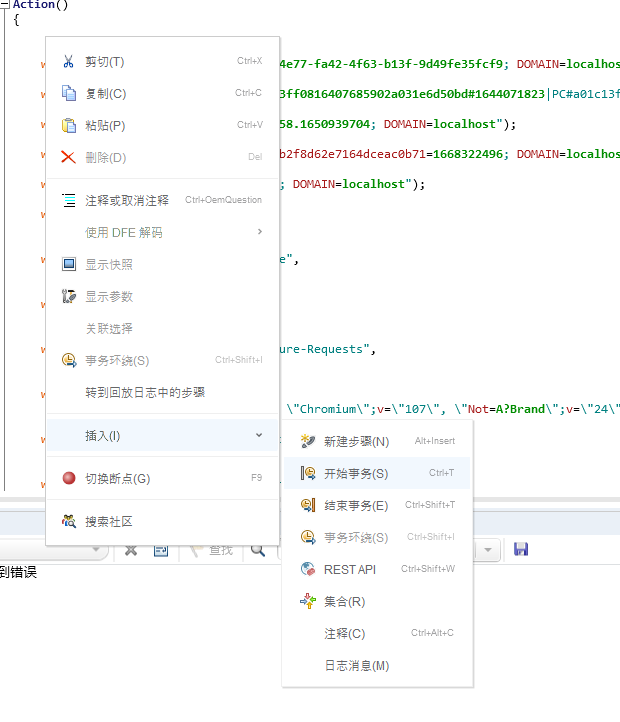 Action()
{
4e77-fa42-4f63-b13f-9d49fe35fcf9; DOMAIN=localhos
3ff0816407685902a031e6d50bd#1644071823|PC#a01c13f
58.1650939704; DOMAIN=localhost");
b2f8d62e7164dceac0b71=1668322496; DOMAIN=localhos
; DOMAIN=localhost");
e",
ure-Requests",
\"Chromium\";v=\"107\", \"Not=A?Brand\";v=\"24\"
剪切(T) Ctrl+X
复制(C) Ctrl+C
粘贴(P) Ctrl+V
删除(D) Del
注释或取消注释 Ctrl+OemQuestion
使用 DFE 解码
显示快照
显示参数
关联选择
事务环绕(S) Ctrl+Shift+I
转到回放日志中的步骤
插入(I)
切换断点(G) F9
搜索社区
新建步骤(N) Alt+Insert
开始事务(S) Ctrl+T
结束事务(E) Ctrl+Shift+T
事务环绕(S) Ctrl+Shift+I
REST API Ctrl+Shift+W
集合(R)
注释(C) Ctrl+Alt+C
日志消息(M)
查找
到错误